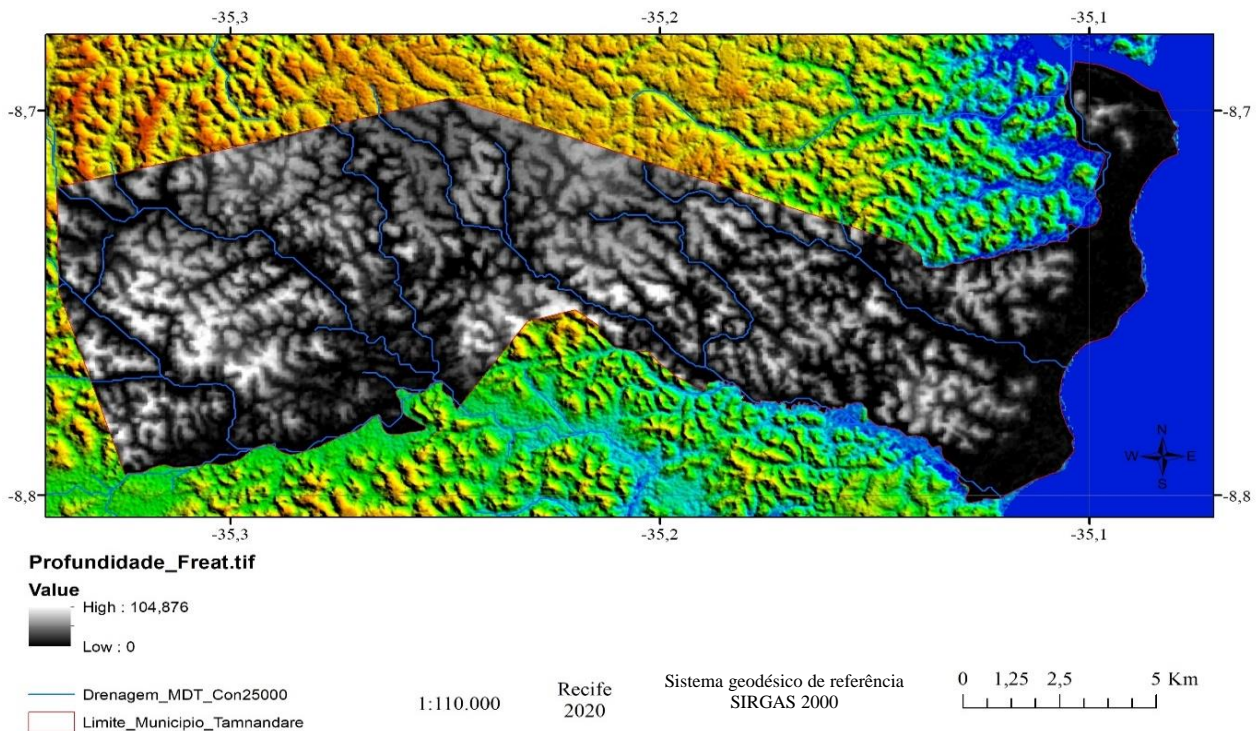 -35,3 -35,2 -35,1
-8,7 -8,7
N
W E
S
-8,8 -8,8
-35,3 -35,2 -35,1
Profundidade_Freat.tif
Value
High : 104,876
Low : 0
Drenagem_MDT_Con25000
Limite_Municipio_Tamnandare
1:110.000
Recife
2020
Sistema geodésico de referência
SIRGAS 2000
0 1,25 2,5 5 Km